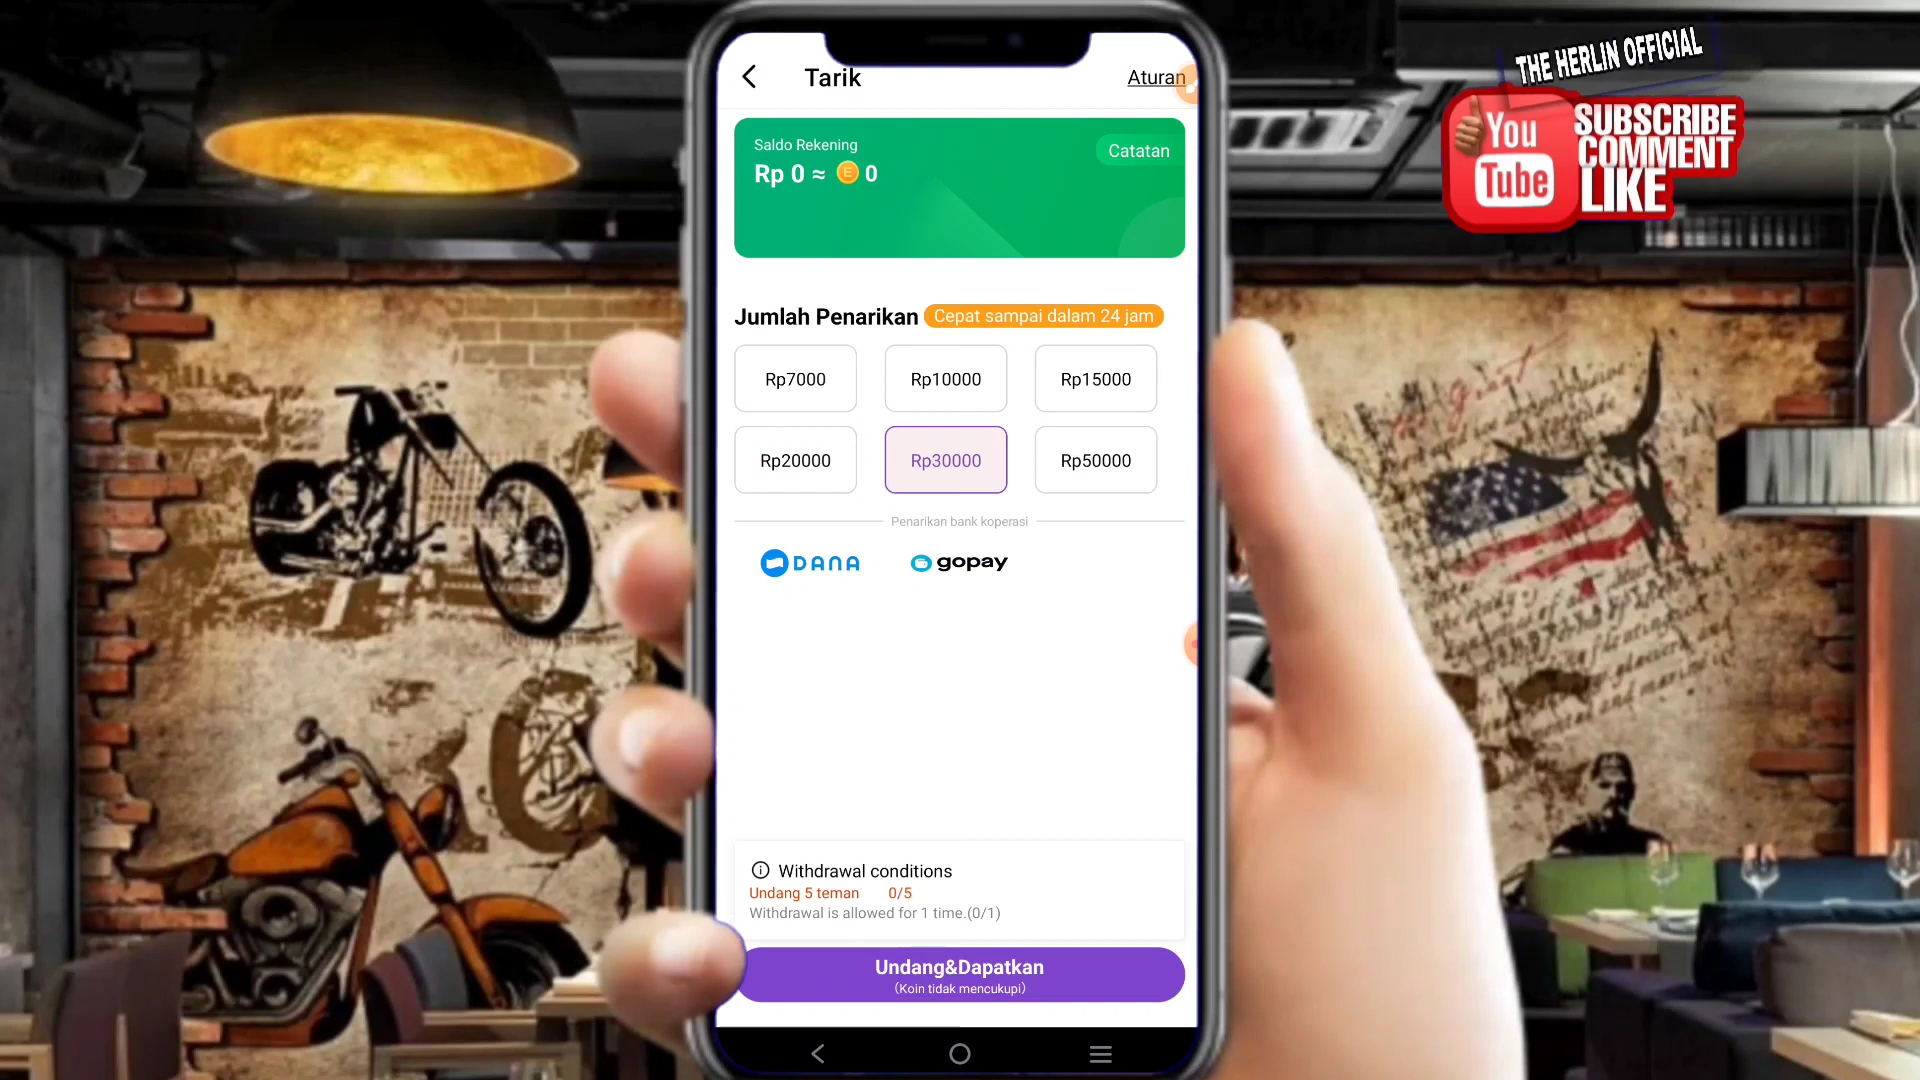 THE HERLIN OFFICIAL
You
Tube
SUBSCRIBE
COMMENT
LIKE
Tarik
Aturan
Saldo Rekening
Catatan
Rp 0 ≈ E 0
Jumlah Penarikan Cepat sampai dalam 24 jam
Rp7000 Rp10000 Rp15000
Rp20000 Rp30000 Rp50000
Penarikan bank koperasi
DANA gopay
Withdrawal conditions
Undang 5 teman 0/5
Withdrawal is allowed for 1 time.(0/1)
Undang&Dapatkan
(Koin tidak mencukupi)